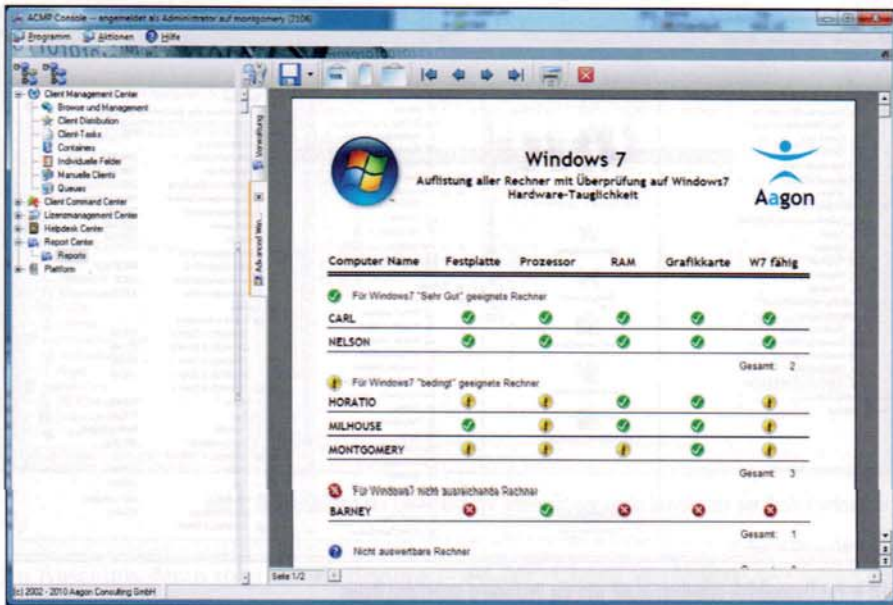 ACMP Console -- angemeldet als Administrator auf montgomery (2106)
Programm Aktionen Hilfe
Client Management Center
Browse und Management
Client Distribution
Client-Tasks
Containers
Individuelle Felder
Manuelle Clients
Queues
Client Command Center
Lizenzmanagement Center
Helpdesk Center
Report Center
Reports
Plattform
Verwaltung
Advanced Win...
Windows 7
Auflistung aller Rechner mit Überprüfung auf Windows7
Hardware-Tauglichkeit
Aagon
Computer Name Festplatte Prozessor RAM Grafikkarte W7 fähig
Für Windows7 "Sehr Gut" geeignete Rechner
CARL
NELSON
Gesamt: 2
Für Windows7 "bedingt" geeignete Rechner
HORATIO
MILHOUSE
MONTGOMERY
Gesamt: 3
Für Windows7 nicht ausreichende Rechner
BARNEY
Gesamt: 1
Nicht auswertbare Rechner
Seite 1/2
(c) 2002 - 2010 Aagon Consulting GmbH